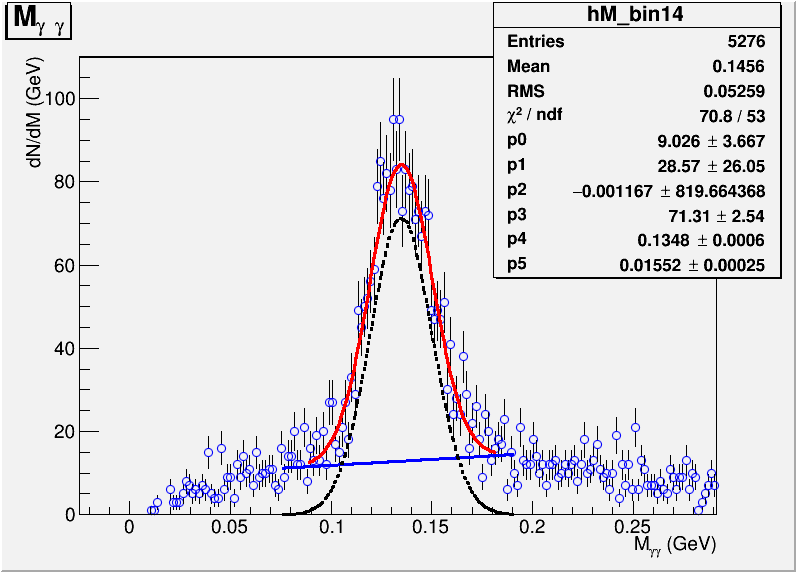 Mγ γ
hM_bin14
Entries 5276
Mean 0.1456
RMS 0.05259
χ² / ndf 70.8 / 53
p0 9.026 ± 3.667
p1 28.57 ± 26.05
p2 −0.001167 ± 819.664368
p3 71.31 ± 2.54
p4 0.1348 ± 0.0006
p5 0.01552 ± 0.00025
dN/dM (GeV)
100
80
60
40
20
0
0 0.05 0.1 0.15 0.2 0.25
Mγγ (GeV)